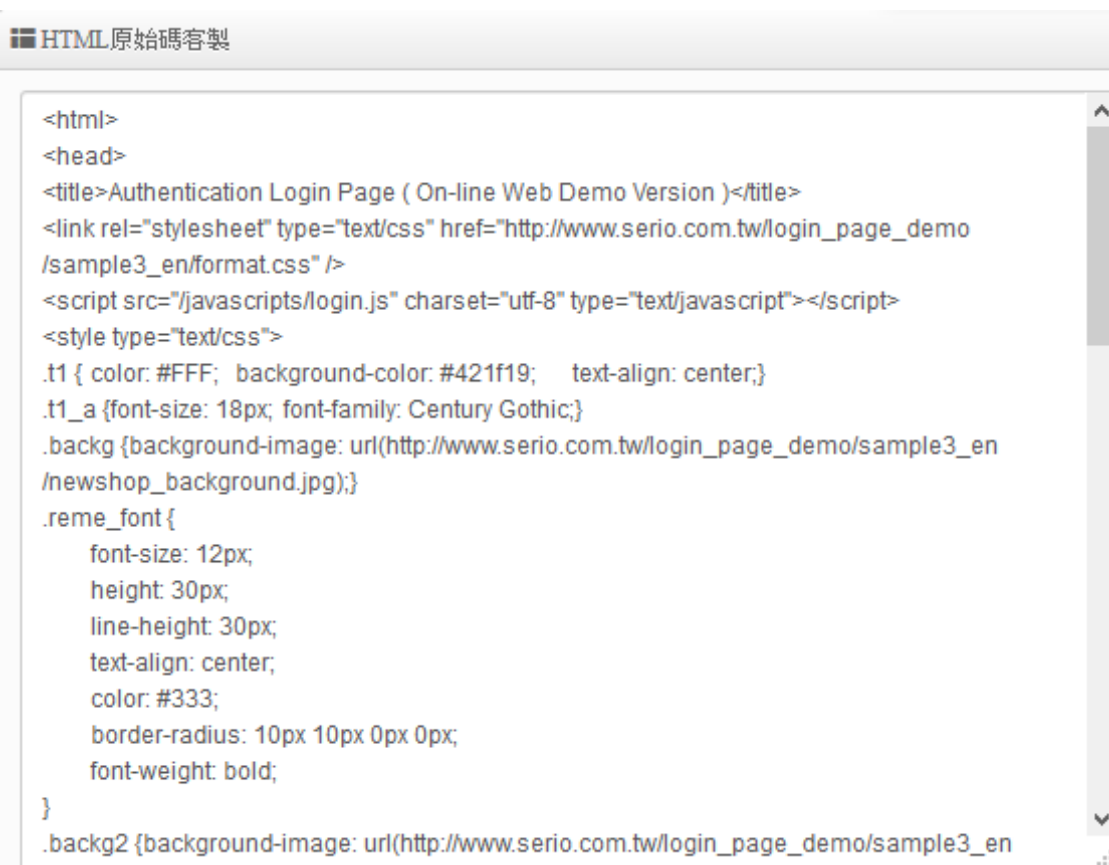 HTML原始碼客製
<html>
<head>
<title>Authentication Login Page ( On-line Web Demo Version )</title>
<link rel="stylesheet" type="text/css" href="http://www.serio.com.tw/login_page_demo
/sample3_en/format.css" />
<script src="/javascripts/login.js" charset="utf-8" type="text/javascript"></script>
<style type="text/css">
.t1 { color: #FFF;   background-color: #421f19;     text-align: center;}
.t1_a {font-size: 18px;  font-family: Century Gothic;}
.backg {background-image: url(http://www.serio.com.tw/login_page_demo/sample3_en
/newshop_background.jpg);}
.reme_font {
      font-size: 12px;
      height: 30px;
      line-height: 30px;
      text-align: center;
      color: #333;
      border-radius: 10px 10px 0px 0px;
      font-weight: bold;
}
.backg2 {background-image: url(http://www.serio.com.tw/login_page_demo/sample3_en